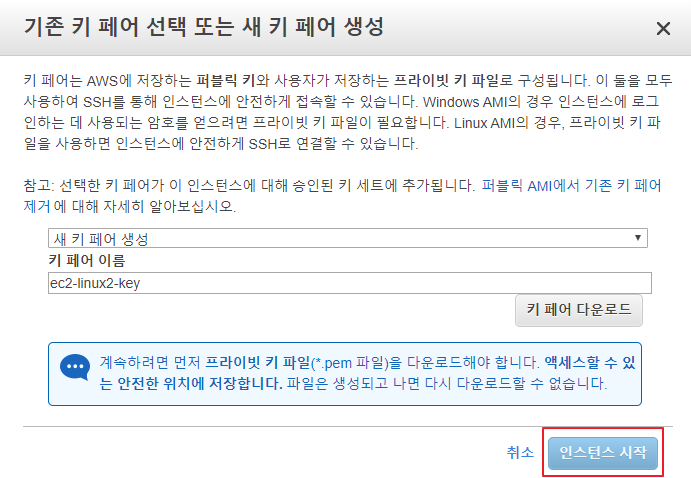 기존 키 페어 선택 또는 새 키 페어 생성
키 페어는 AWS에 저장하는 퍼블릭 키와 사용자가 저장하는 프라이빗 키 파일로 구성됩니다. 이 둘을 모두
사용하여 SSH를 통해 인스턴스에 안전하게 접속할 수 있습니다. Windows AMI의 경우 인스턴스에 로그
인하는 데 사용되는 암호를 얻으려면 프라이빗 키 파일이 필요합니다. Linux AMI의 경우, 프라이빗 키 파
일을 사용하면 인스턴스에 안전하게 SSH로 연결할 수 있습니다.
참고: 선택한 키 페어가 이 인스턴스에 대해 승인된 키 세트에 추가됩니다. 퍼블릭 AMI에서 기존 키 페어
제거 에 대해 자세히 알아보십시오.
새 키 페어 생성
키 페어 이름
ec2-linux2-key
키 페어 다운로드
계속하려면 먼저 프라이빗 키 파일(*.pem 파일)을 다운로드해야 합니다. 액세스할 수 있
는 안전한 위치에 저장합니다. 파일은 생성되고 나면 다시 다운로드할 수 없습니다.
취소
인스턴스 시작